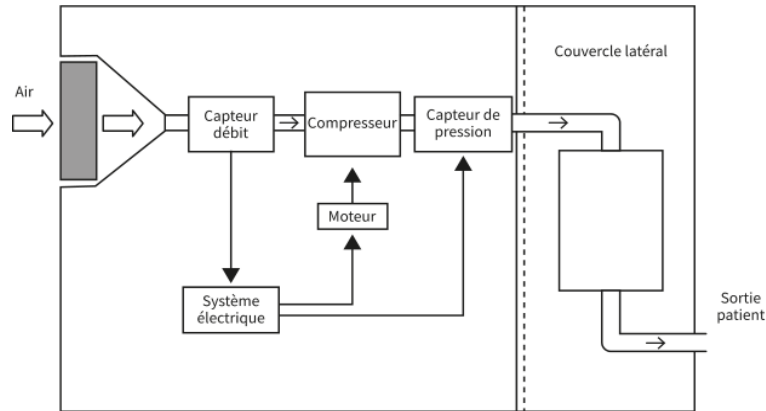 Couvercle latéral
Air
Capteur
débit
Compresseur
Capteur de
pression
Moteur
Système
électrique
Sortie
patient